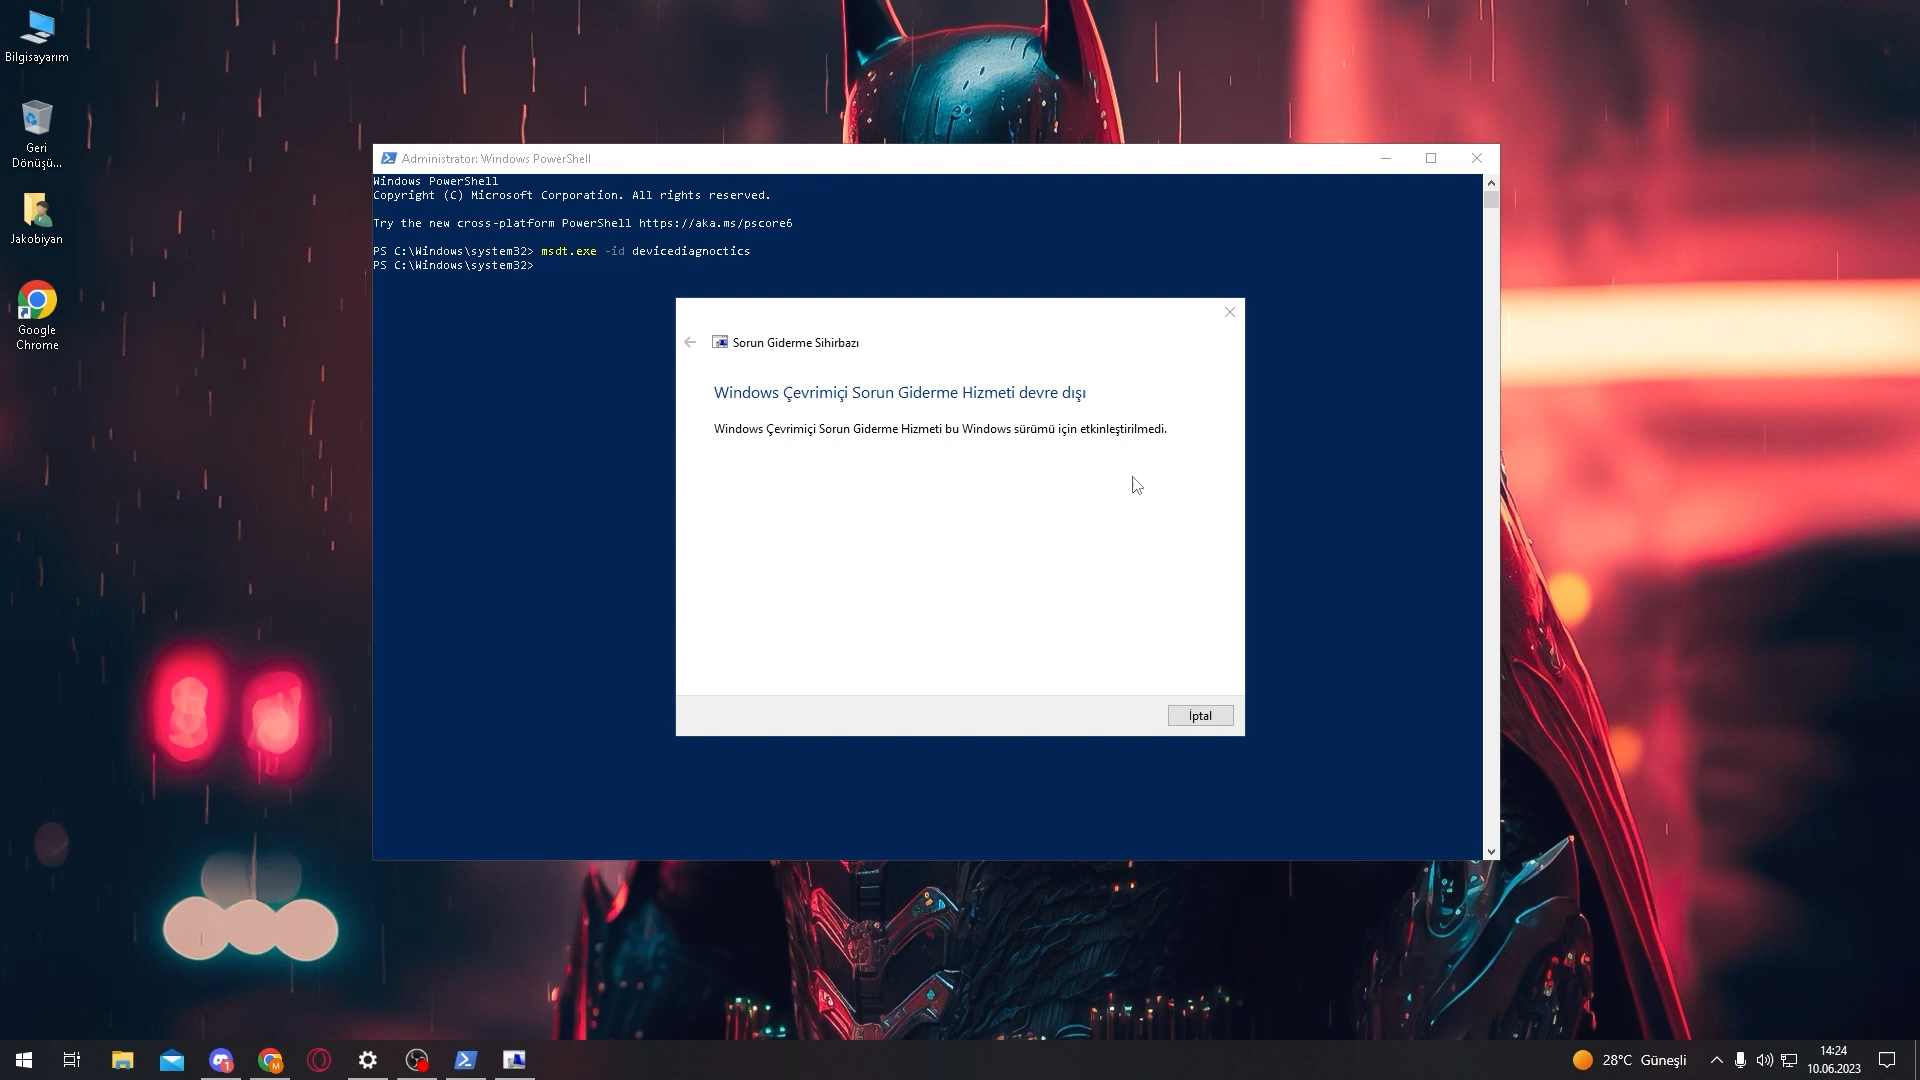 Bilgisayarım
Geri
Dönüşü...
Jakobiyan
Google
Chrome
Administrator: Windows PowerShell
Windows PowerShell
Copyright (C) Microsoft Corporation. All rights reserved.
Try the new cross-platform PowerShell https://aka.ms/pscore6
PS C:\Windows\system32> msdt.exe -id devicediagnoctics
PS C:\Windows\system32>
Sorun Giderme Sihirbazı
Windows Çevrimiçi Sorun Giderme Hizmeti devre dışı
Windows Çevrimiçi Sorun Giderme Hizmeti bu Windows sürümü için etkinleştirilmedi.
İptal
1
M
28°C Güneşli
14:24
10.06.2023